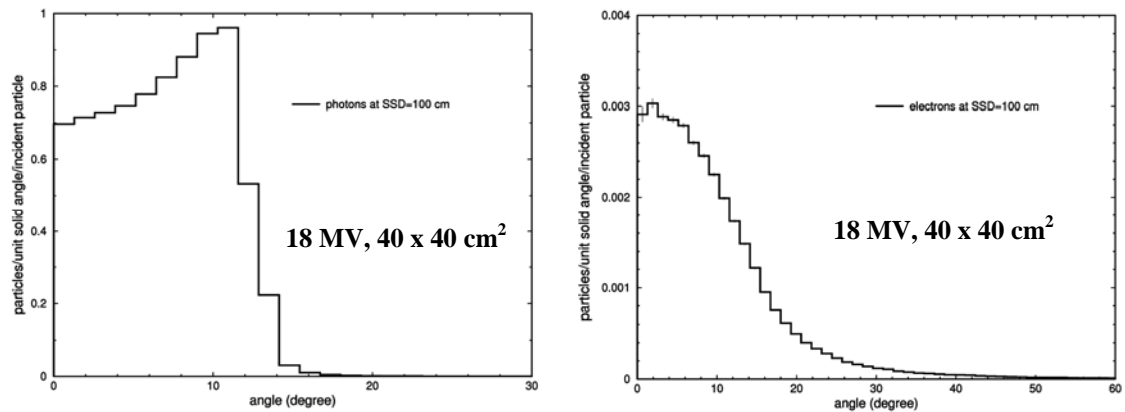 particles/unit solid angle/incident particle
1
0.8
0.6
0.4
0.2
0
0
10
20
30
angle (degree)
photons at SSD=100 cm
18 MV, 40 x 40 cm²
particles/unit solid angle/incident particle
0.004
0.003
0.002
0.001
0
0
10
20
30
40
50
60
angle (degree)
electrons at SSD=100 cm
18 MV, 40 x 40 cm²